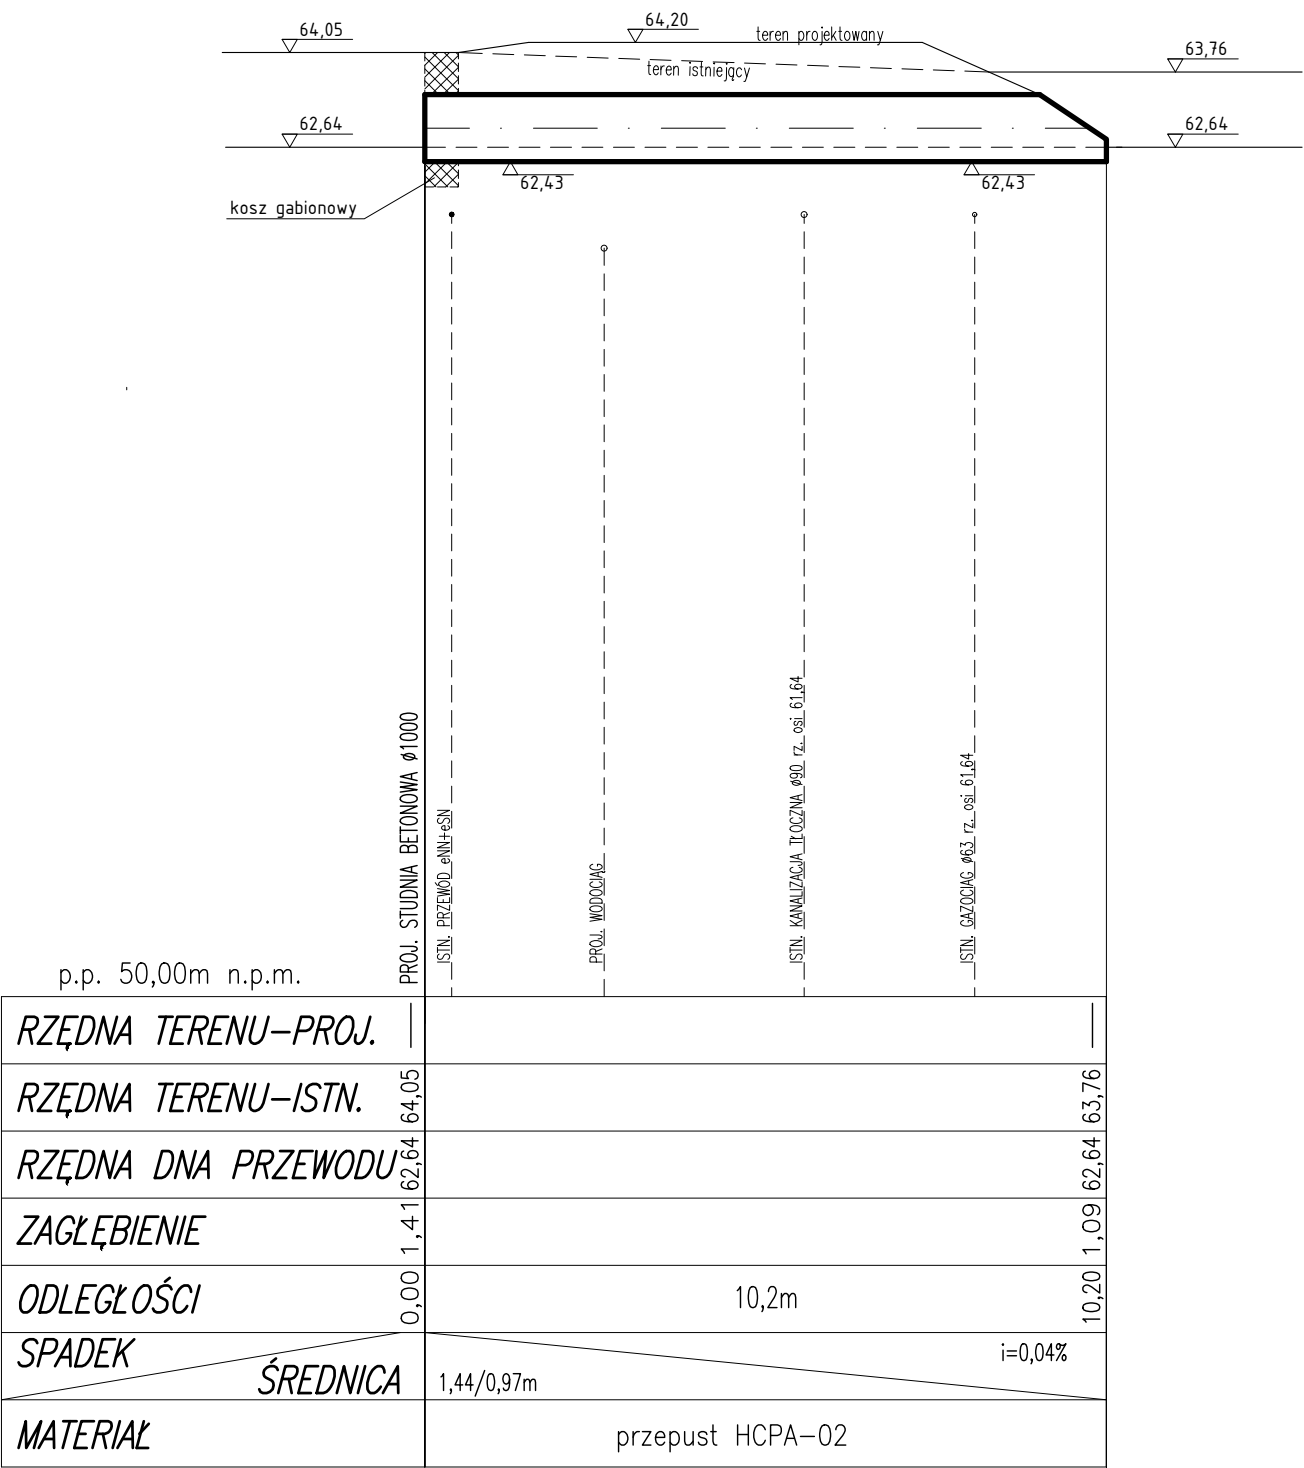 64,05
64,20
teren projektowany
63,76
teren istniejący
62,64
62,64
62,43
62,43
kosz gabionowy
PROJ. STUDNIA BETONOWA ø1000
ISTN. PRZEWÓD eNN+eSN
PROJ. WODOCIĄG
ISTN. KANALIZACJA TŁOCZNA ø90 rz. osi 61,64
ISTN. GAZOCIĄG ø63 rz. osi 61,64
p.p. 50,00m n.p.m.
RZĘDNA TERENU-PROJ. — —
RZĘDNA TERENU-ISTN. 64,05 63,76
RZĘDNA DNA PRZEWODU 62,64 62,64
ZAGŁĘBIENIE 1,41 1,09
ODLEGŁOŚCI 0,00 10,2m 10,20
SPADEK i=0,04%
ŚREDNICA 1,44/0,97m
MATERIAŁ przepust HCPA-02